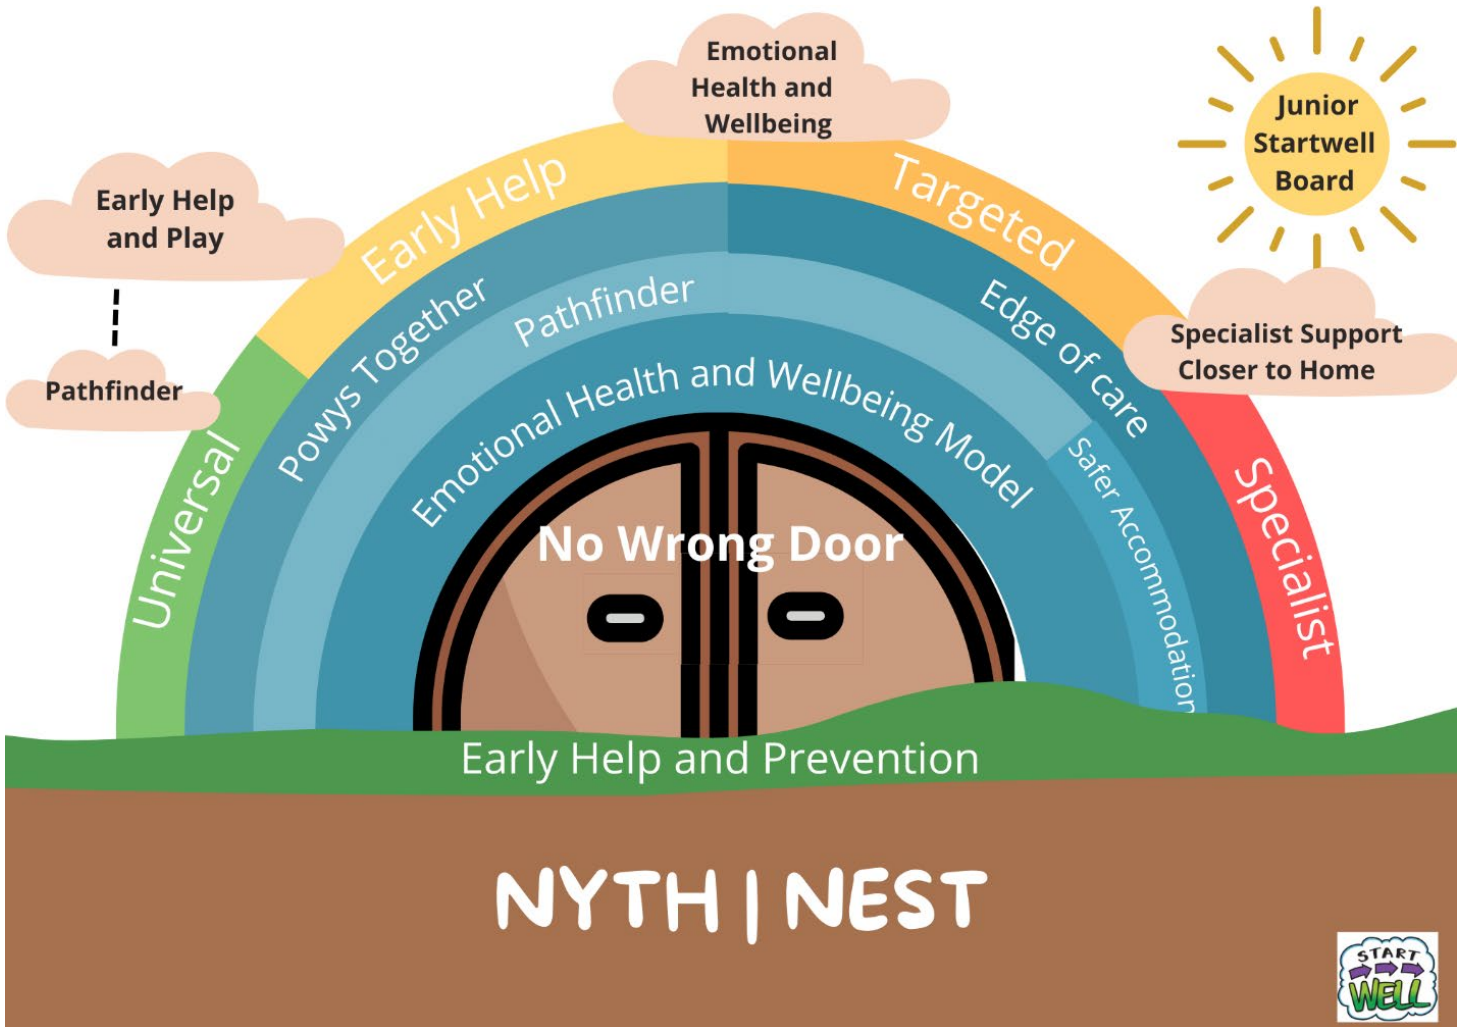 Emotional
Health and
Wellbeing
Junior
Startwell
Board
Early Help
and Play
Pathfinder
Specialist Support
Closer to Home
Universal
Early Help
Targeted
Specialist
Powys Together
Edge of care
Pathfinder
Safer Accommodation
Emotional Health and Wellbeing Model
No Wrong Door
Early Help and Prevention
NYTH | NEST
START
WELL